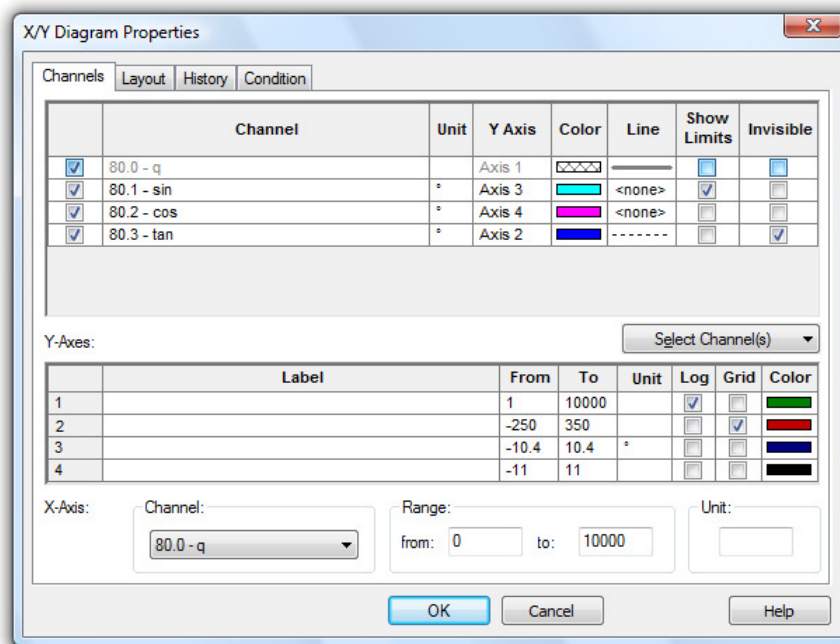 X/Y Diagram Properties
Channels Layout History Condition
Channel Unit Y Axis Color Line Show Limits Invisible
80.0 - q Axis 1
80.1 - sin ° Axis 3 <none>
80.2 - cos ° Axis 4 <none>
80.3 - tan ° Axis 2
Y-Axes: Select Channel(s)
Label From To Unit Log Grid Color
1 1 10000
2 -250 350
3 -10.4 10.4 °
4 -11 11
X-Axis: Channel: Range: Unit:
80.0 - q from: 0 to: 10000
OK Cancel Help